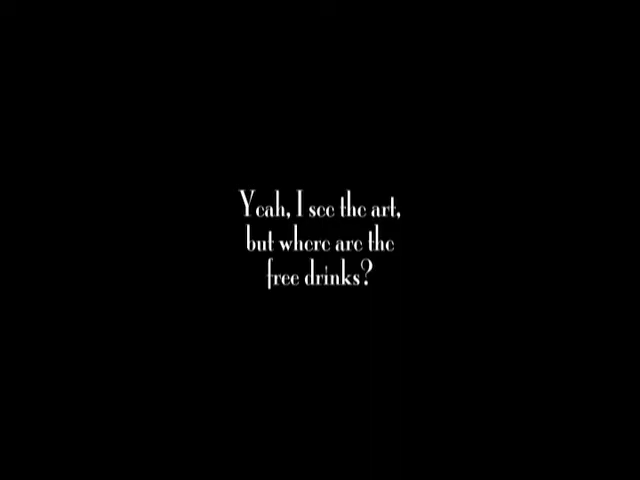 Yeah, I see the art,
but where are the
free drinks?